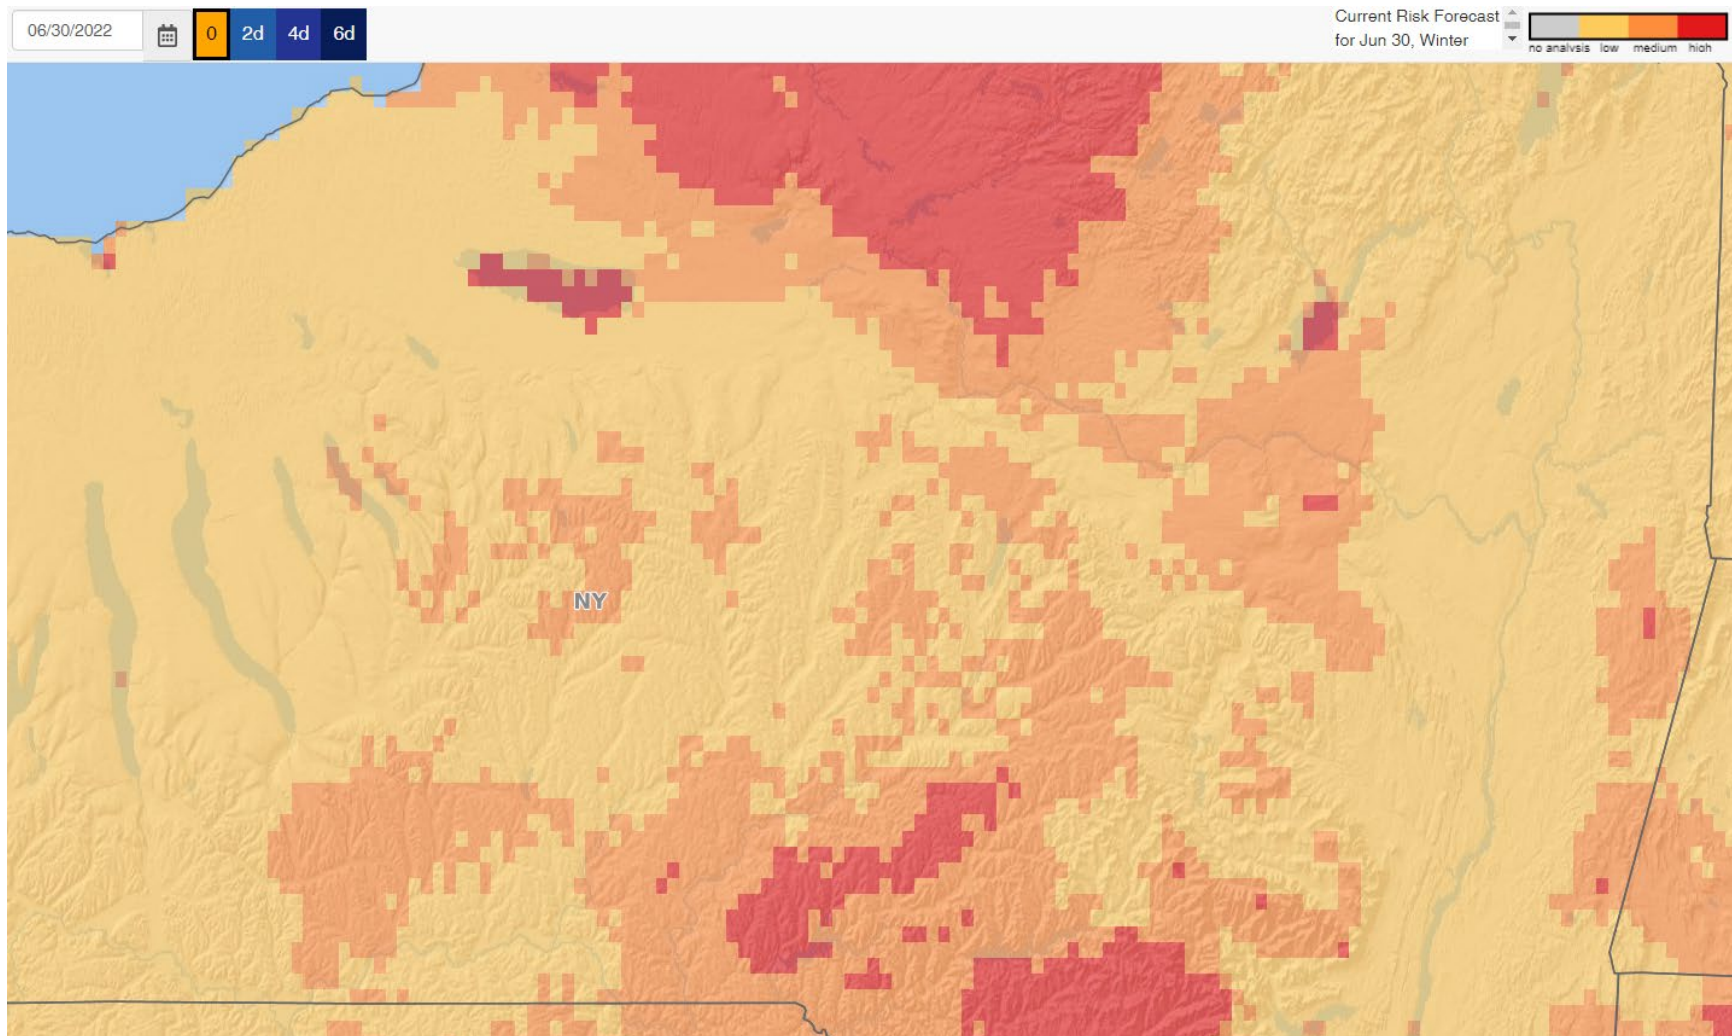 06/30/2022
0 2d 4d 6d
Current Risk Forecast
for Jun 30, Winter
no analysis low medium high
NY